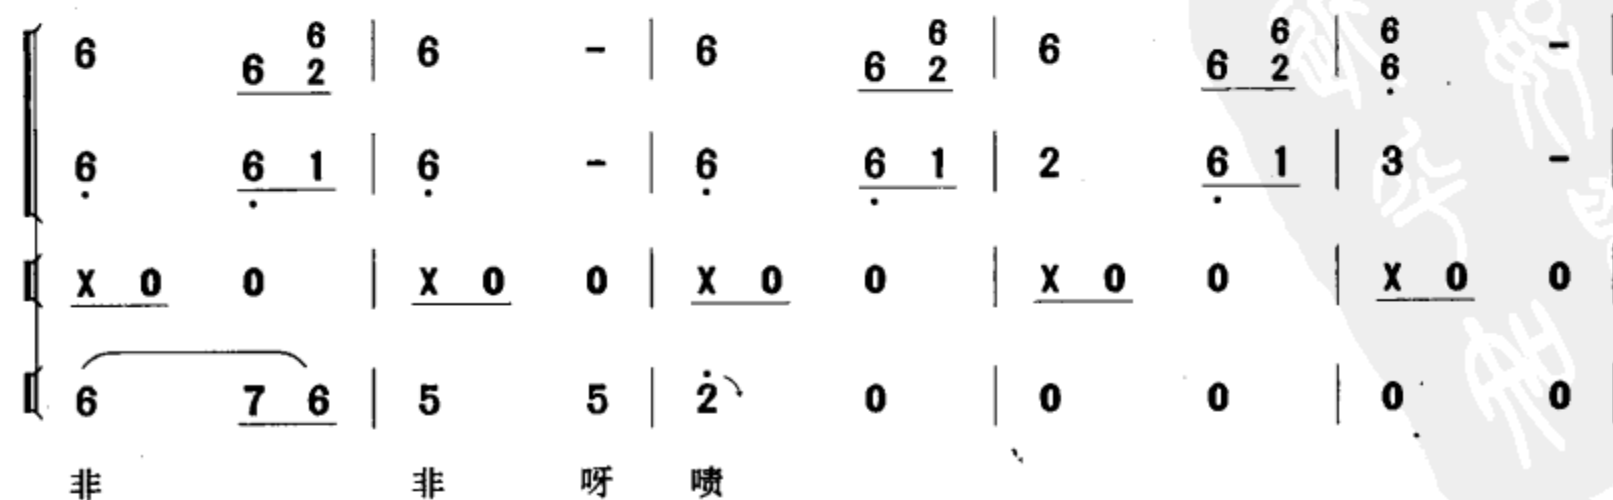 6 6 6/2 | 6 - | 6 6 6/2 | 6 6 6/2 | 6/6̣ -
6̣ 6̣ 1 | 6̣ - | 6̣ 6̣ 1 | 2 6̣ 1 | 3 -
X 0 0 | X 0 0 | X 0 0 | X 0 0 | X 0 0
6 7 6 | 5 5 | 2̇ 0 | 0 0 | 0 0
非 非 呀 啧